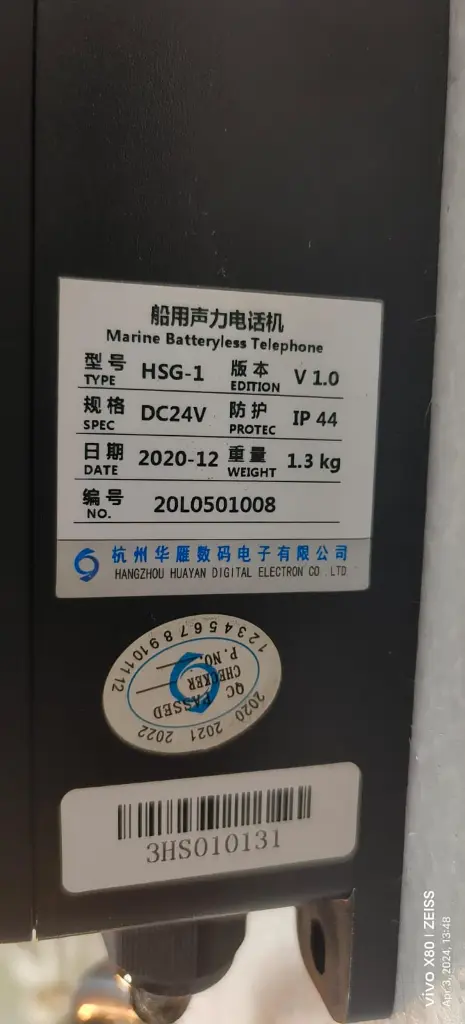 船用声力电话机
Marine Batteryless Telephone
型号 HSG-1 版本 V 1.0
TYPE EDITION
规格 DC24V 防护 IP 44
SPEC PROTEC
日期 2020-12 重量 1.3 kg
DATE WEIGHT
编号 20L0501008
NO.
杭州华雁数码电子有限公司
HANGZHOU HUAYAN DIGITAL ELECTRON CO.,LTD
1 2 3 4 5 6 7 8 9 10 11 12
P. NO.
CHECKER
QC PASSED
2020 2021 2022
3HS010131
vivo X80 | ZEISS
Apr 3, 2024, 13:48